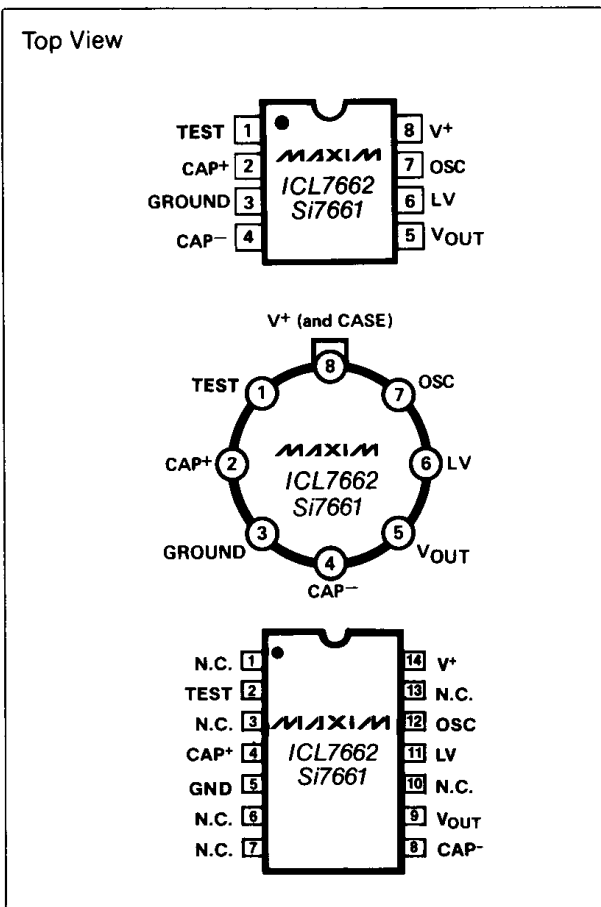 Top View
TEST 1 8 V+
MAXIM
CAP+ 2 7 OSC
ICL7662
GROUND 3 6 LV
Si7661
CAP− 4 5 VOUT
V+ (and CASE)
8
TEST 1 7 OSC
MAXIM
CAP+ 2 6 LV
ICL7662
Si7661
GROUND 3 5 VOUT
4
CAP−
N.C. 1 14 V+
TEST 2 13 N.C.
N.C. 3 MAXIM 12 OSC
CAP+ 4 ICL7662 11 LV
GND 5 Si7661 10 N.C.
N.C. 6 9 VOUT
N.C. 7 8 CAP-